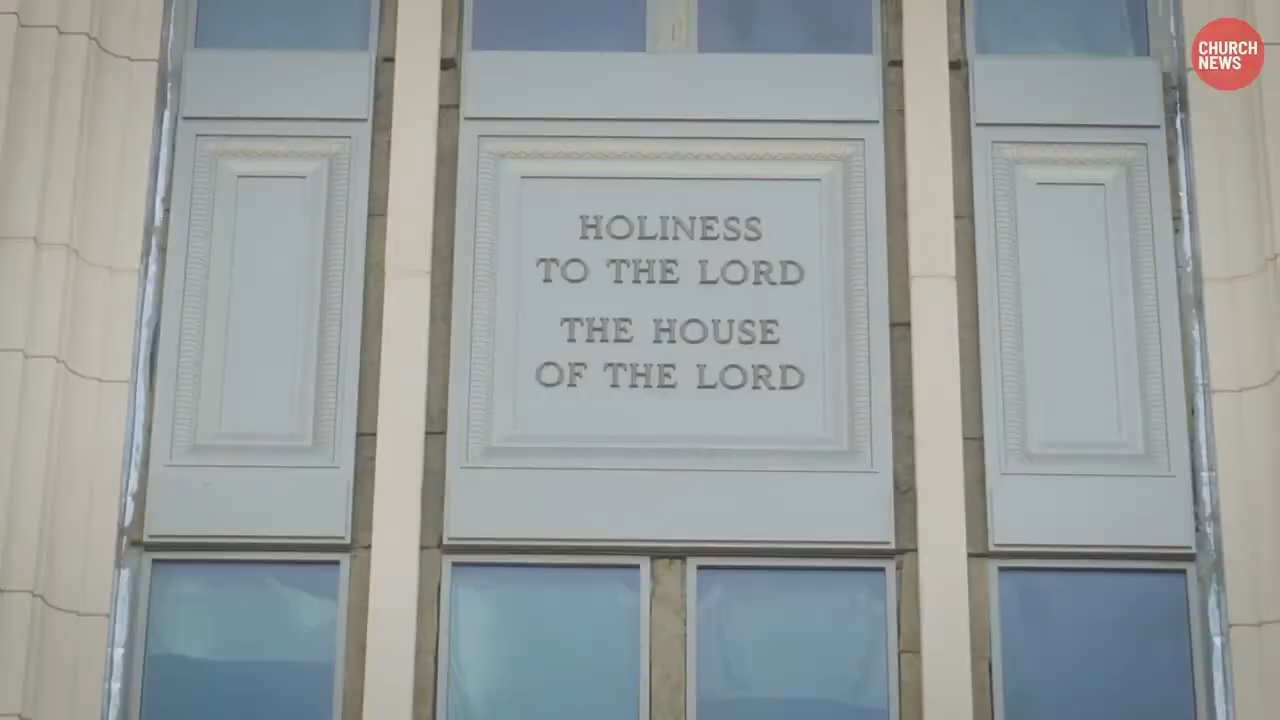 CHURCH
NEWS
HOLINESS
TO THE LORD
THE HOUSE
OF THE LORD